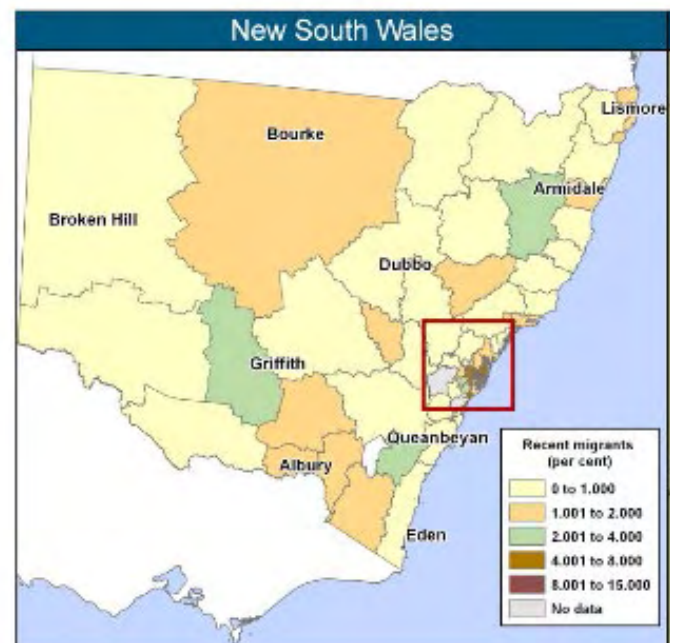 New South Wales
Lismore
Bourke
Armidale
Broken Hill
Dubbo
Griffith
Queanbeyan
Albury
Eden
Recent migrants
(per cent)
0 to 1.000
1.001 to 2.000
2.001 to 4.000
4.001 to 8.000
8.001 to 15.000
No data